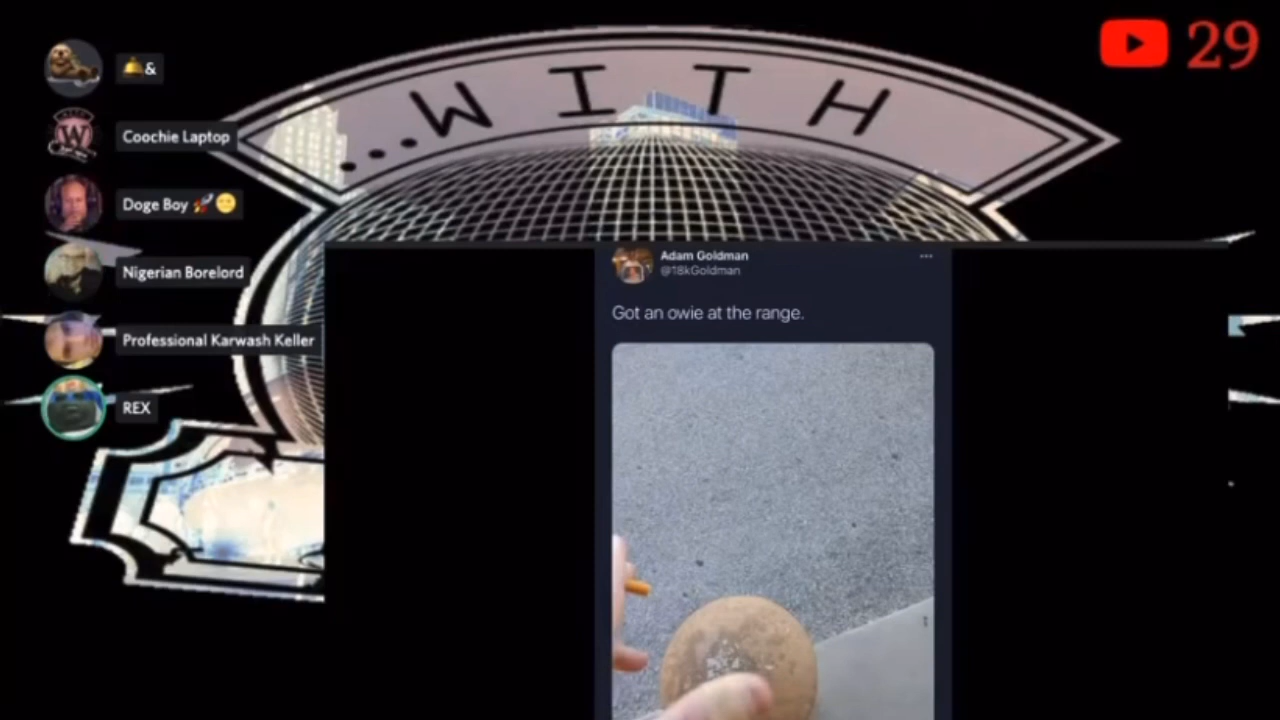 29
...WITH
&
Coochie Laptop
Doge Boy
Nigerian Borelord
Professional Karwash Keller
REX
Adam Goldman
@18kGoldman
Got an owie at the range.